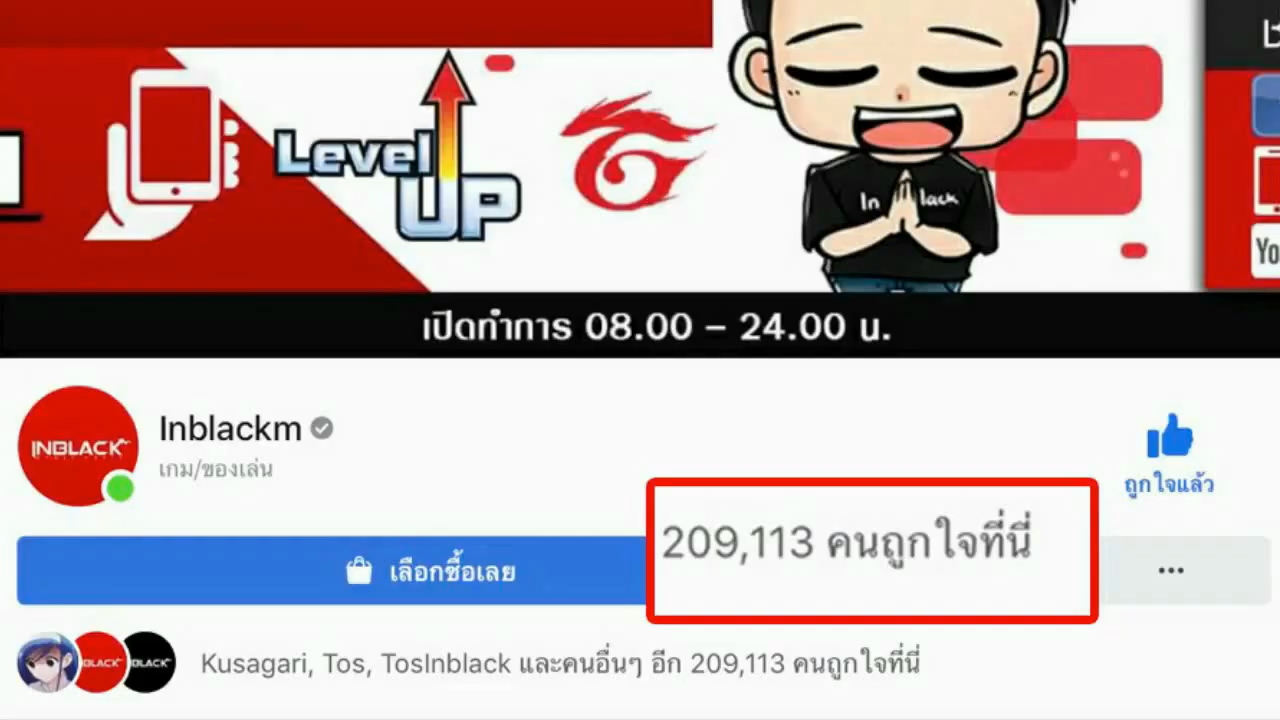 Level
UP
In lack
You
เปิดทำการ 08.00 – 24.00 น.
INBLACK
Inblackm
เกม/ของเล่น
ถูกใจแล้ว
209,113 คนถูกใจที่นี่
เลือกซื้อเลย
...
BLACK BLACK
Kusagari, Tos, TosInblack และคนอื่นๆ อีก 209,113 คนถูกใจที่นี่